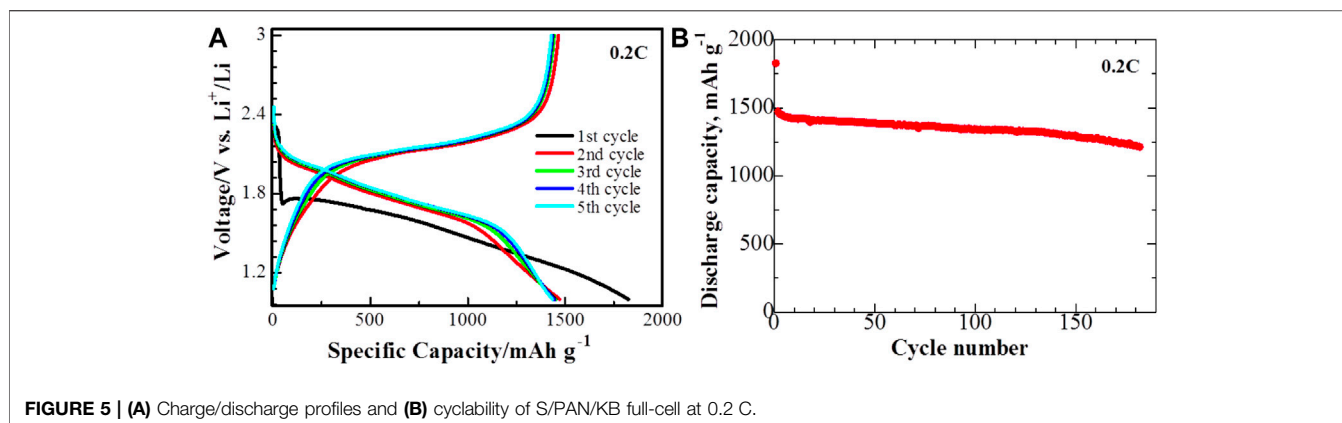 A
3
2.4
1.8
1.2
Voltage/V vs. Li⁺/Li
0.2C
1st cycle
2nd cycle
3rd cycle
4th cycle
5th cycle
0
500
1000
1500
2000
Specific Capacity/mAh g⁻¹
B
2000
1500
1000
500
0
Discharge capacity, mAh g⁻¹
0.2C
0
50
100
150
Cycle number
FIGURE 5 | (A) Charge/discharge profiles and (B) cyclability of S/PAN/KB full-cell at 0.2 C.